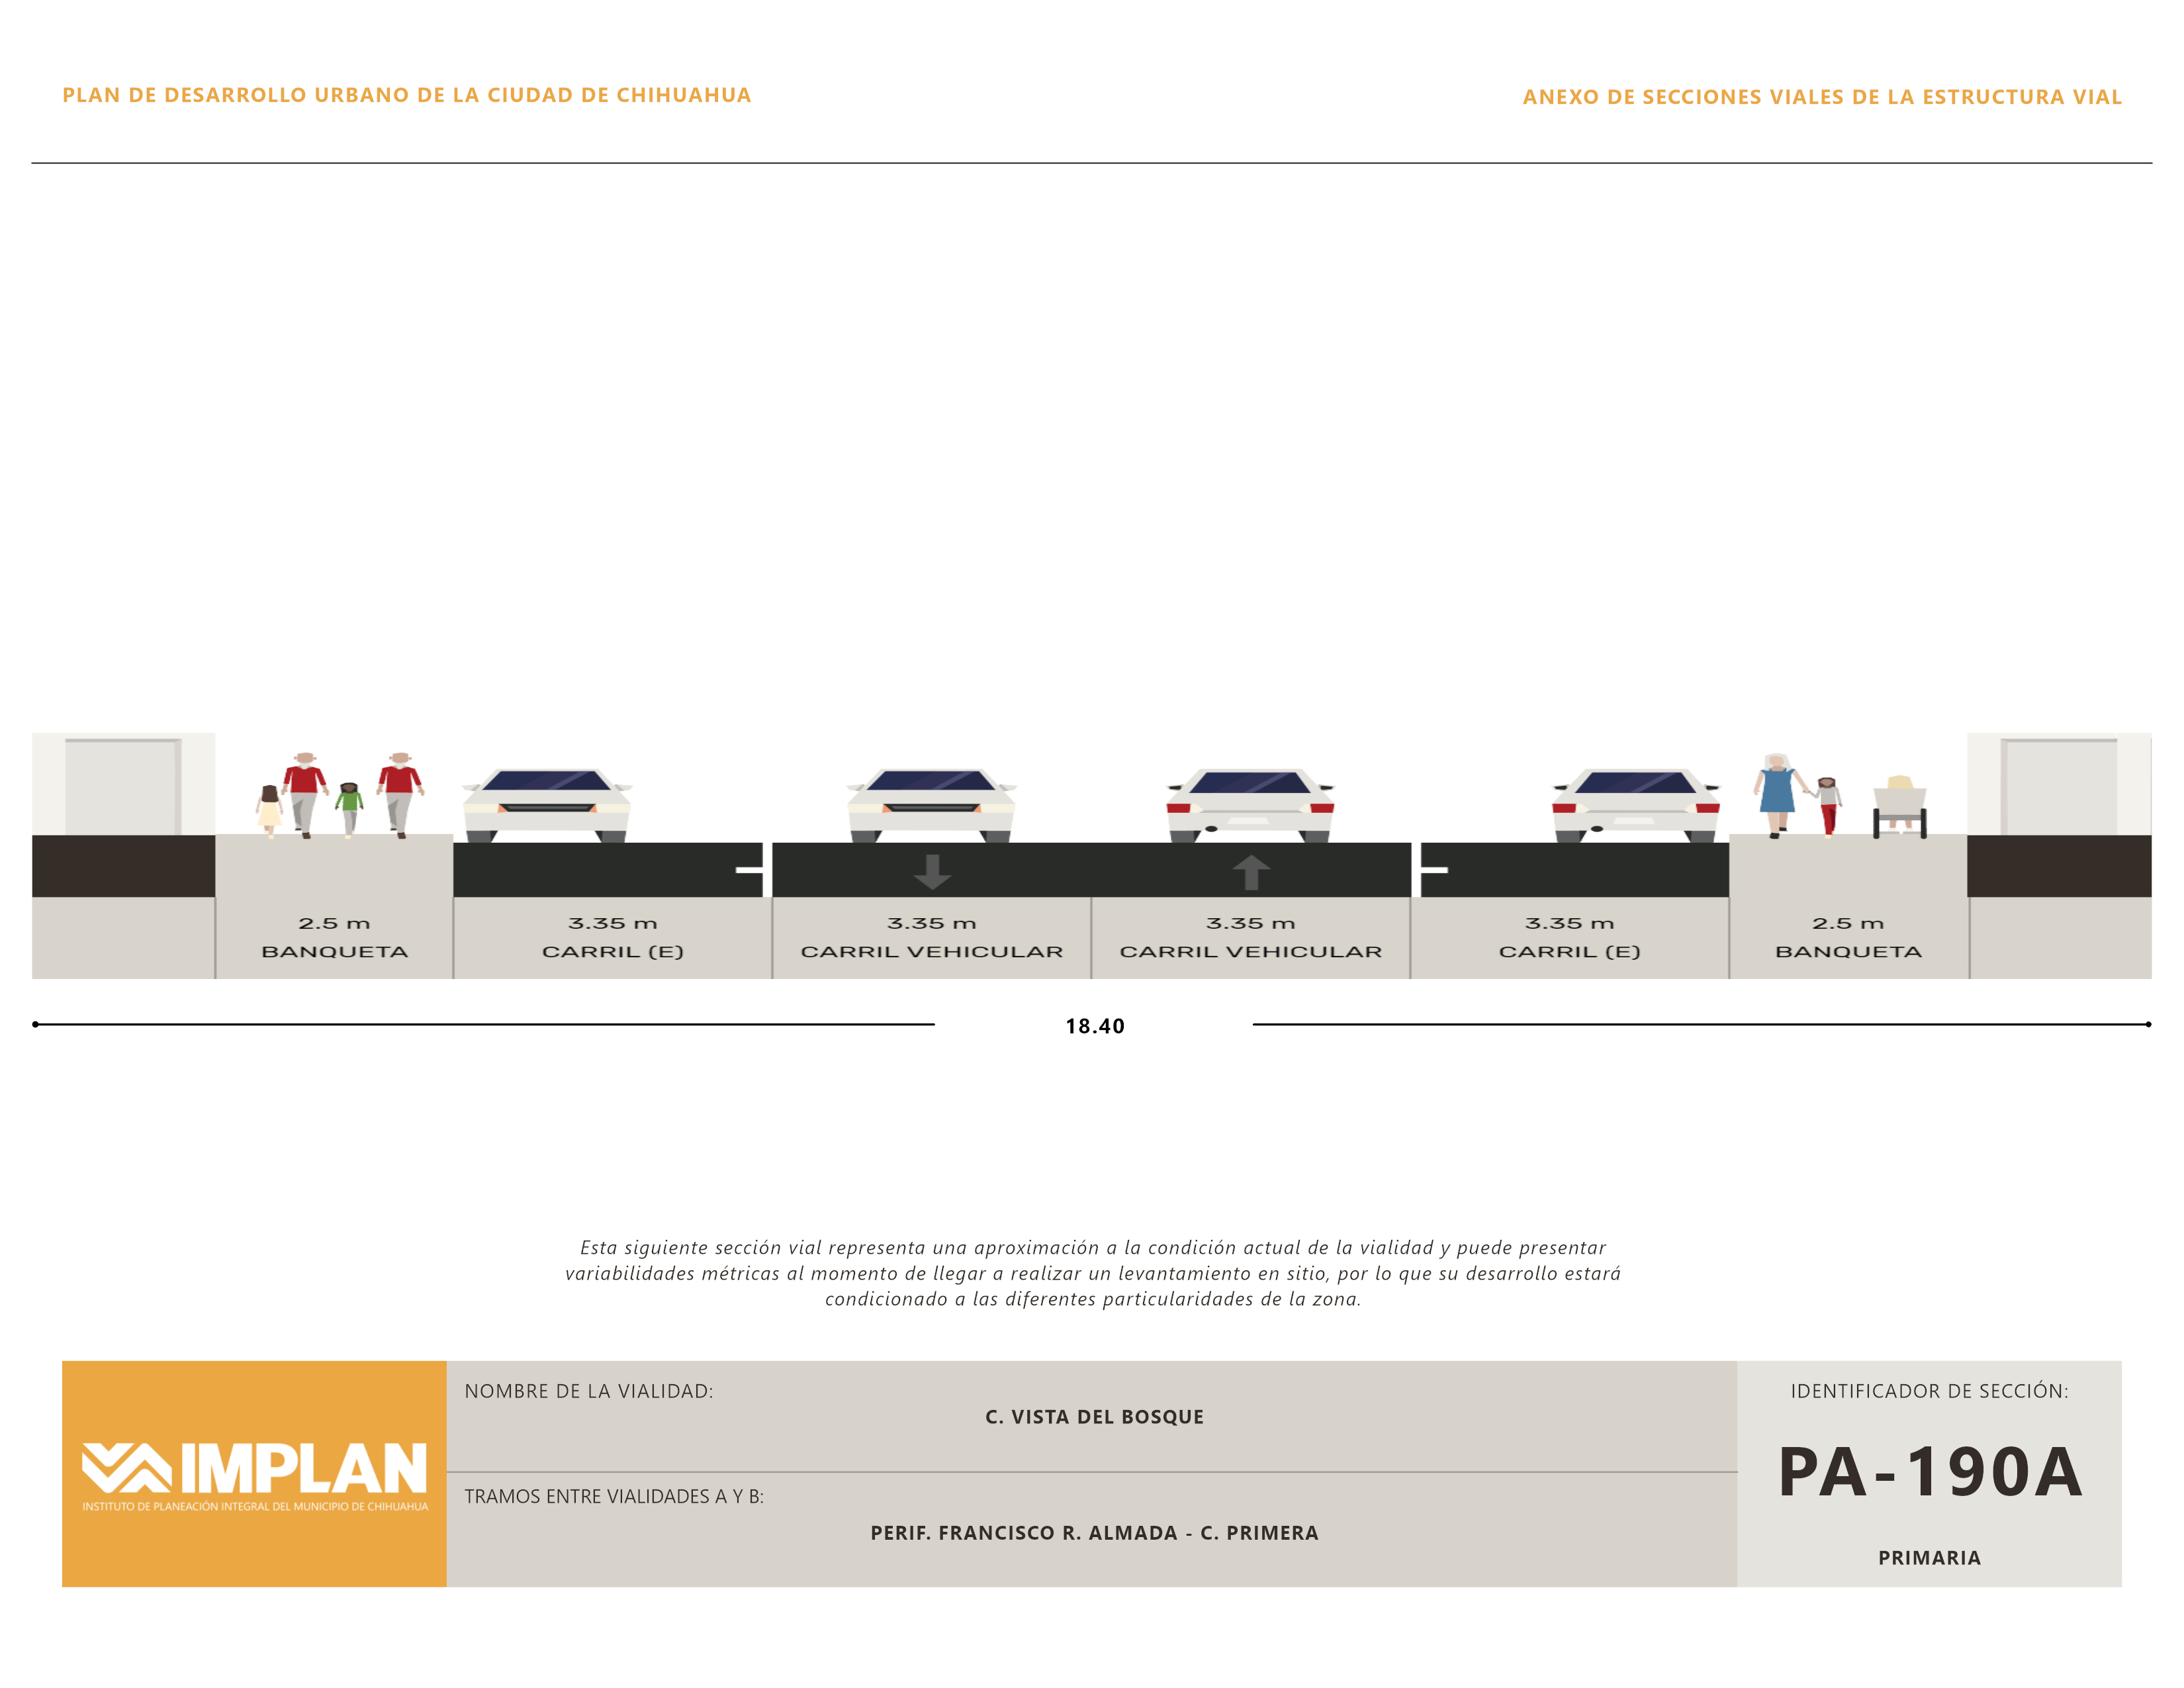 PLAN DE DESARROLLO URBANO DE LA CIUDAD DE CHIHUAHUA
ANEXO DE SECCIONES VIALES DE LA ESTRUCTURA VIAL
2.5 m
BANQUETA
3.35 m
CARRIL (E)
3.35 m
CARRIL VEHICULAR
3.35 m
CARRIL VEHICULAR
3.35 m
CARRIL (E)
2.5 m
BANQUETA
18.40
Esta siguiente sección vial representa una aproximación a la condición actual de la vialidad y puede presentar
variabilidades métricas al momento de llegar a realizar un levantamiento en sitio, por lo que su desarrollo estará
condicionado a las diferentes particularidades de la zona.
IMPLAN
INSTITUTO DE PLANEACIÓN INTEGRAL DEL MUNICIPIO DE CHIHUAHUA
NOMBRE DE LA VIALIDAD:
C. VISTA DEL BOSQUE
TRAMOS ENTRE VIALIDADES A Y B:
PERIF. FRANCISCO R. ALMADA - C. PRIMERA
IDENTIFICADOR DE SECCIÓN:
PA-190A
PRIMARIA